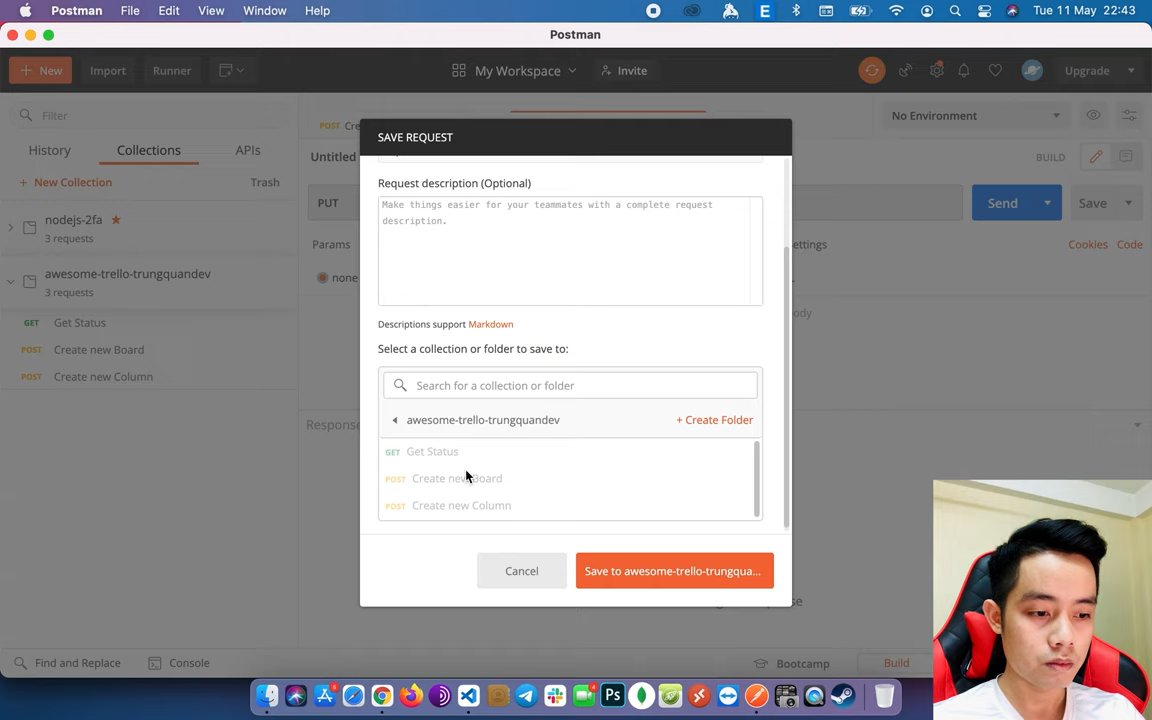 Postman File Edit View Window Help Tue 11 May 22:43
Postman
New Import Runner My Workspace Invite Upgrade
Filter
History Collections APIs
+ New Collection Trash
nodejs-2fa
3 requests
awesome-trello-trungquandev
3 requests
GET Get Status
POST Create new Board
POST Create new Column
POST
No Environment
Untitled BUILD
PUT Send Save
Params Cookies Code
none
Response
SAVE REQUEST
Request description (Optional)
Make things easier for your teammates with a complete request
description.
Descriptions support Markdown
Select a collection or folder to save to:
Search for a collection or folder
awesome-trello-trungquandev + Create Folder
GET Get Status
POST Create new Board
POST Create new Column
Cancel Save to awesome-trello-trungqua...
Find and Replace Console Bootcamp Build
Ps